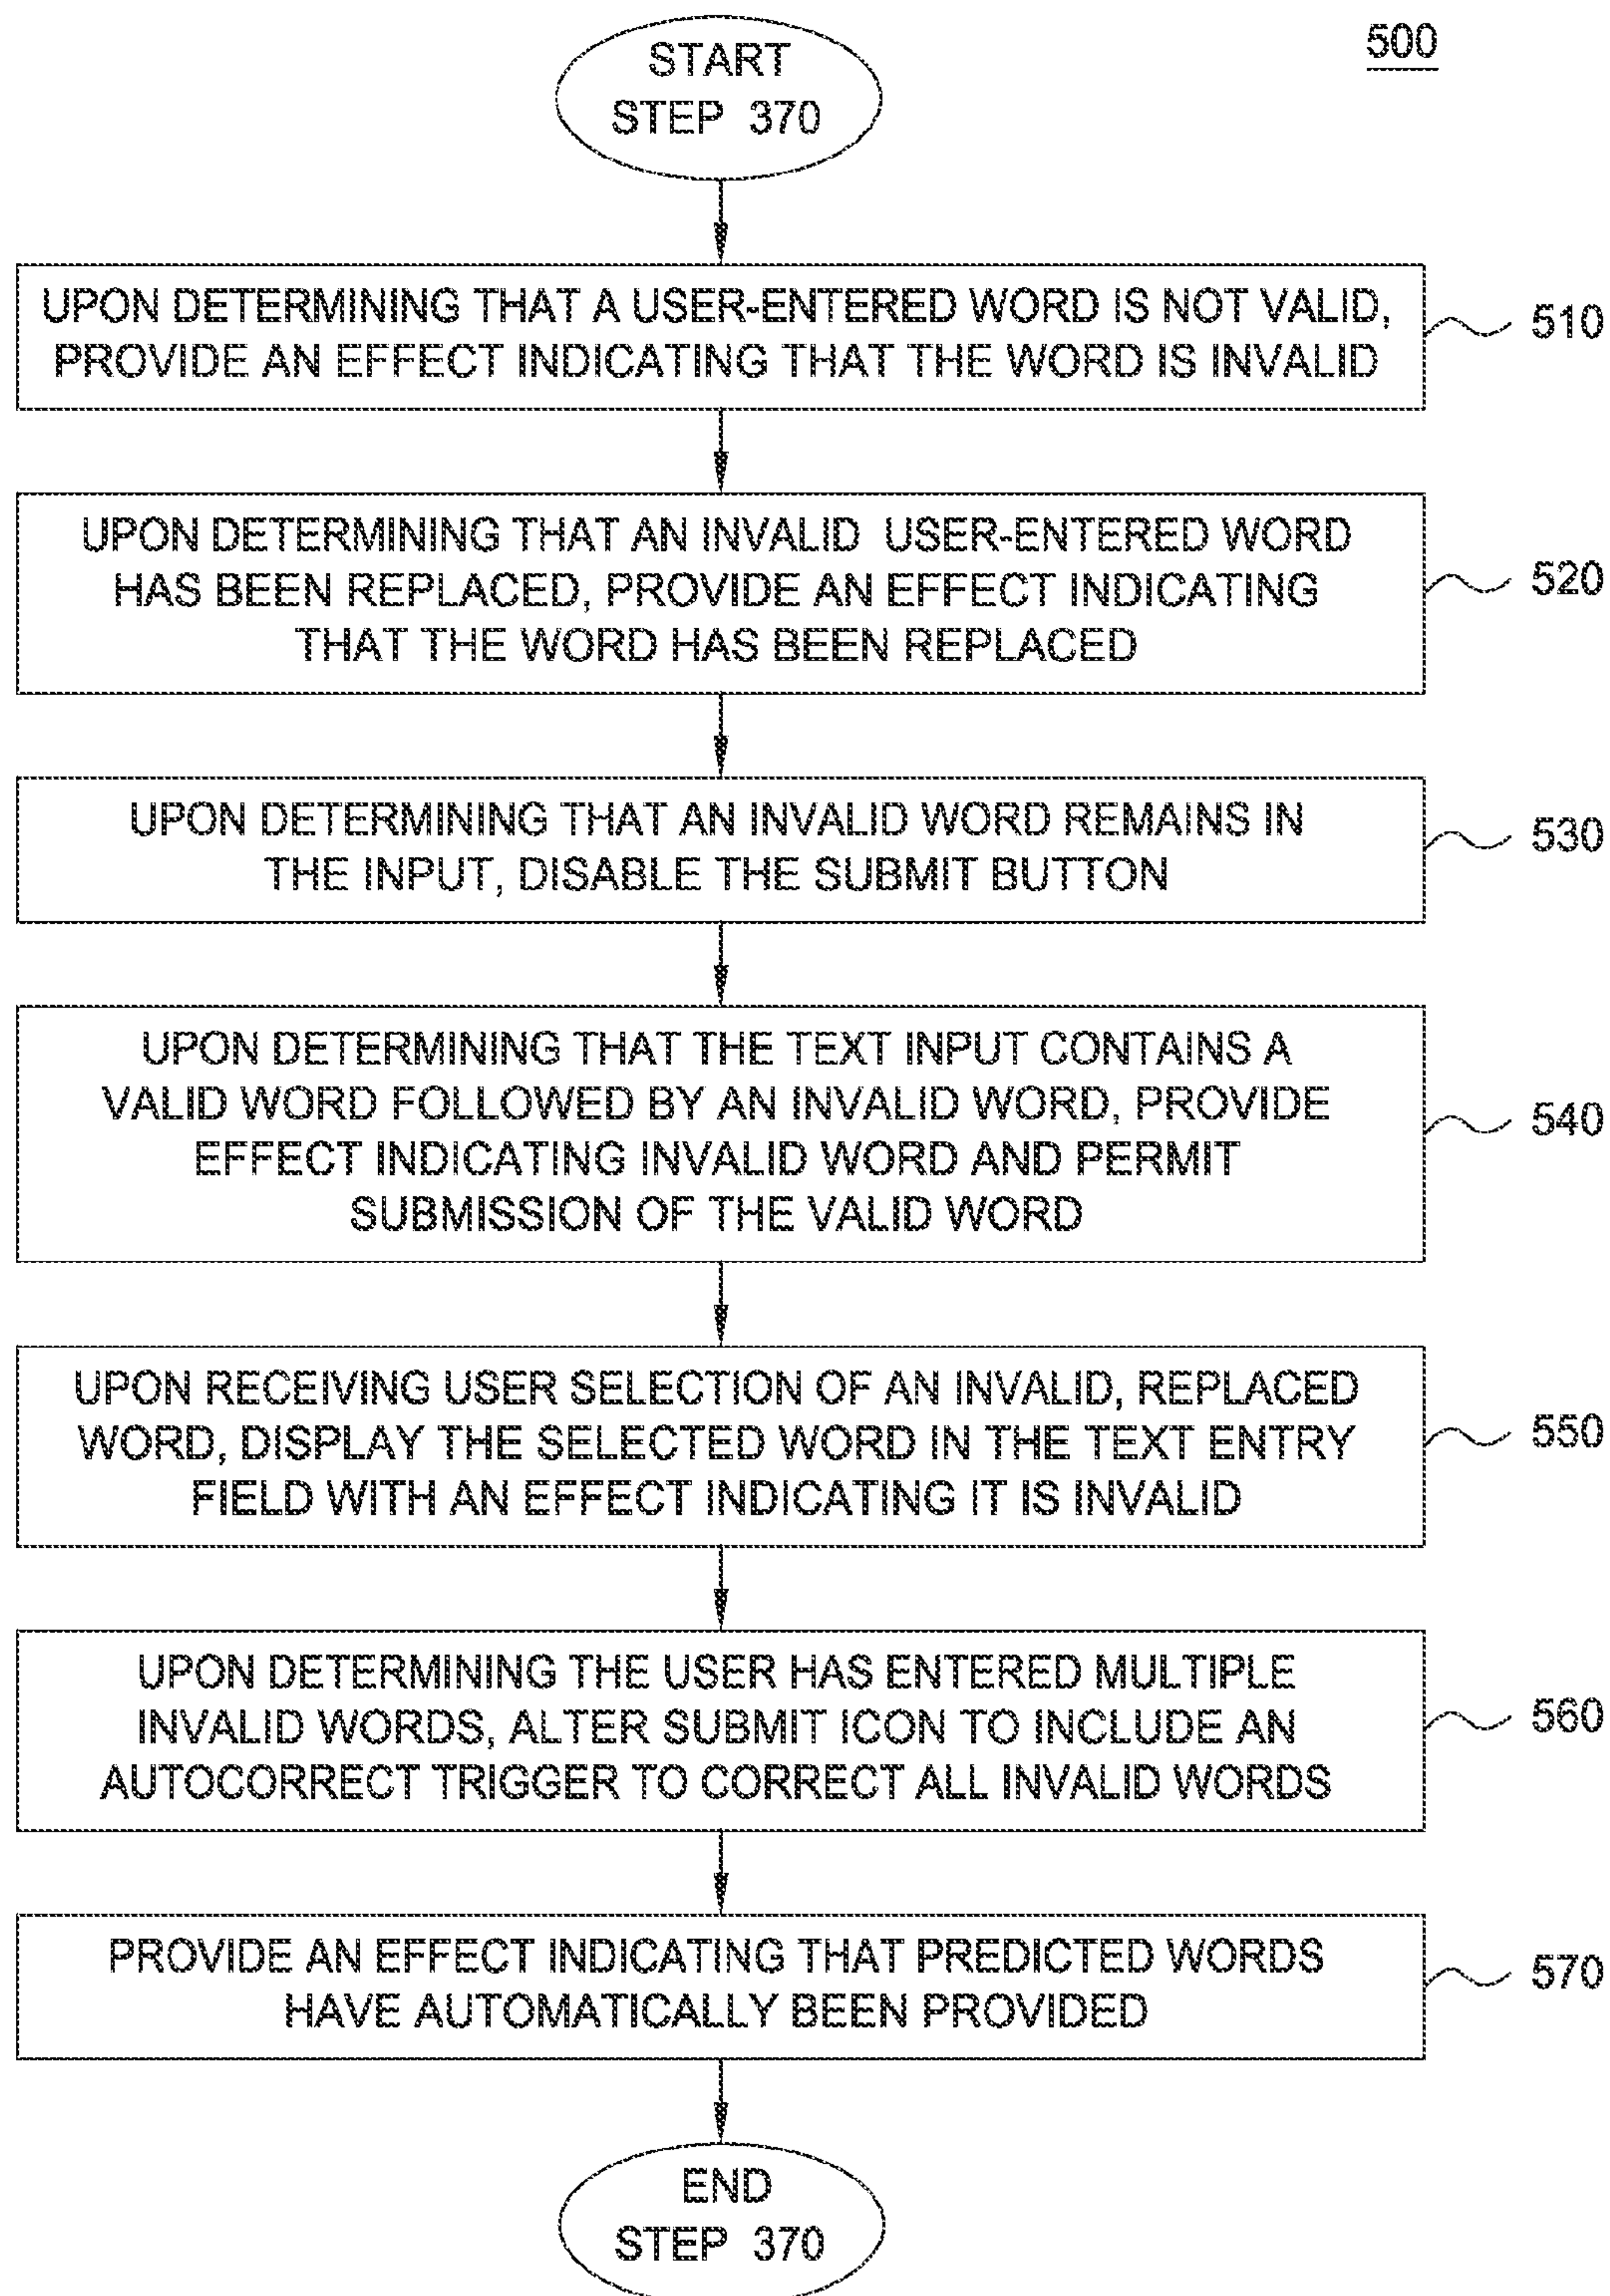 500
START
STEP 370
UPON DETERMINING THAT A USER-ENTERED WORD IS NOT VALID,
PROVIDE AN EFFECT INDICATING THAT THE WORD IS INVALID
510
UPON DETERMINING THAT AN INVALID USER-ENTERED WORD
HAS BEEN REPLACED, PROVIDE AN EFFECT INDICATING
THAT THE WORD HAS BEEN REPLACED
520
UPON DETERMINING THAT AN INVALID WORD REMAINS IN
THE INPUT, DISABLE THE SUBMIT BUTTON
530
UPON DETERMINING THAT THE TEXT INPUT CONTAINS A
VALID WORD FOLLOWED BY AN INVALID WORD, PROVIDE
EFFECT INDICATING INVALID WORD AND PERMIT
SUBMISSION OF THE VALID WORD
540
UPON RECEIVING USER SELECTION OF AN INVALID, REPLACED
WORD, DISPLAY THE SELECTED WORD IN THE TEXT ENTRY
FIELD WITH AN EFFECT INDICATING IT IS INVALID
550
UPON DETERMINING THE USER HAS ENTERED MULTIPLE
INVALID WORDS, ALTER SUBMIT ICON TO INCLUDE AN
AUTOCORRECT TRIGGER TO CORRECT ALL INVALID WORDS
560
PROVIDE AN EFFECT INDICATING THAT PREDICTED WORDS
HAVE AUTOMATICALLY BEEN PROVIDED
570
END
STEP 370